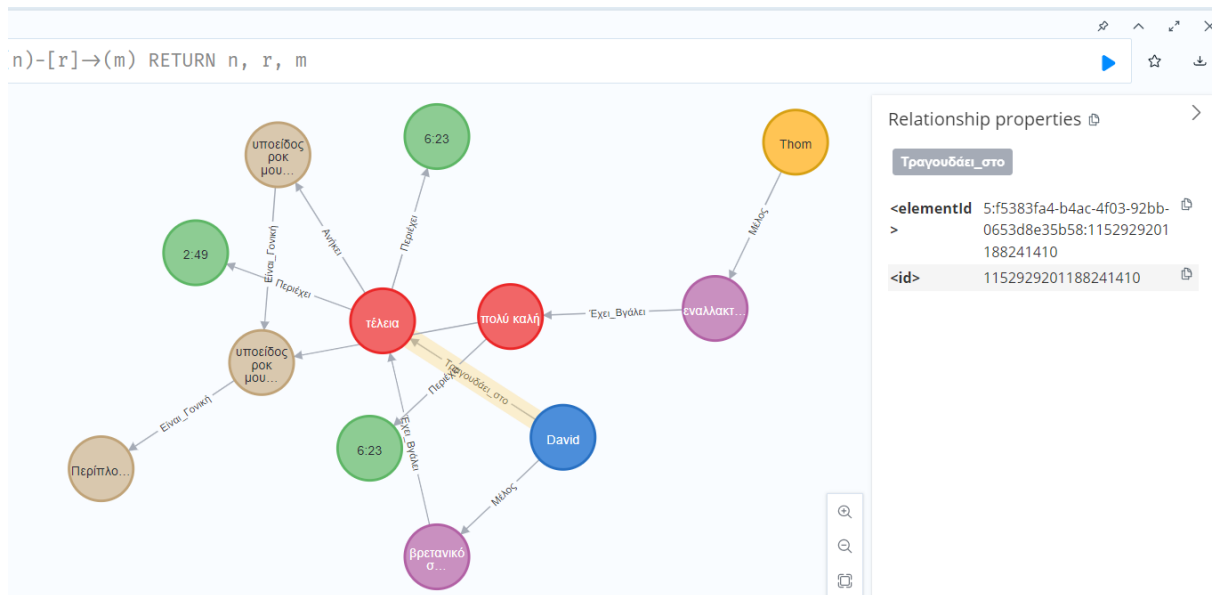 (n)-[r]→(m) RETURN n, r, m
υποείδος
ροκ
μου...
6:23
Thom
Ανήκει
Περιέχει
Μέλος
Είναι_Γονική
2:49
Περιέχει
τέλεια
πολύ καλή
Έχει_Βγάλει
εναλλακτ...
υποείδος
ροκ
μου...
Τραγουδάει_στο
Περιέχει
Είναι_Γονική
Έχει_Βγάλει
6:23
David
Περίπλο...
Μέλος
βρετανικό
σ...
Relationship properties
Τραγουδάει_στο
<elementId
>
5:f5383fa4-b4ac-4f03-92bb-
0653d8e35b58:1152929201
188241410
<id> 1152929201188241410